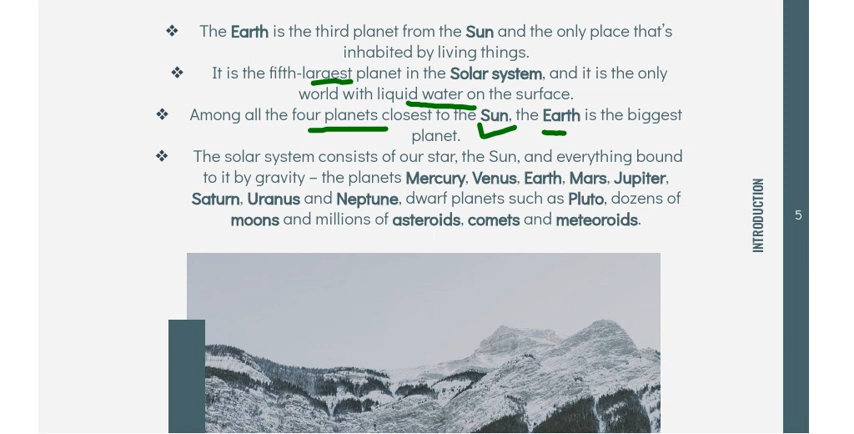 ❖ The Earth is the third planet from the Sun and the only place that's
inhabited by living things.
❖ It is the fifth-largest planet in the Solar system, and it is the only
world with liquid water on the surface.
❖ Among all the four planets closest to the Sun, the Earth is the biggest
planet.
❖ The solar system consists of our star, the Sun, and everything bound
to it by gravity – the planets Mercury, Venus, Earth, Mars, Jupiter,
Saturn, Uranus and Neptune, dwarf planets such as Pluto, dozens of
moons and millions of asteroids, comets and meteoroids.
INTRODUCTION
5